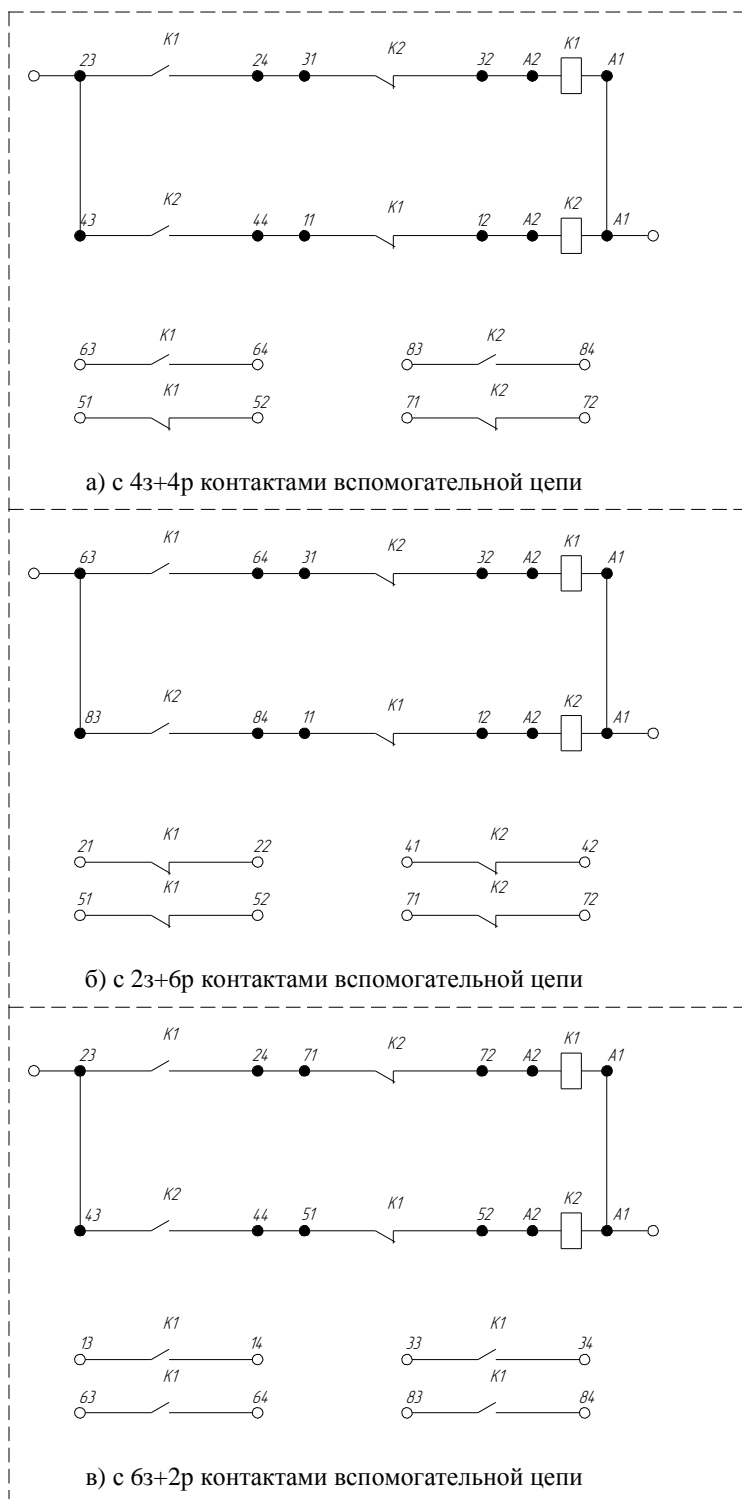 K1 K2 K1
23 24 31 32 A2 A1
K2 K1 K2
43 44 11 12 A2 A1
K1 K2
63 64 83 84
K1 K2
51 52 71 72
а) с 4з+4р контактами вспомогательной цепи
K1 K2 K1
63 64 31 32 A2 A1
K2 K1 K2
83 84 11 12 A2 A1
K1 K2
21 22 41 42
K1 K2
51 52 71 72
б) с 2з+6р контактами вспомогательной цепи
K1 K2 K1
23 24 71 72 A2 A1
K2 K1 K2
43 44 51 52 A2 A1
K1 K1
13 14 33 34
K1 K1
63 64 83 84
в) с 6з+2р контактами вспомогательной цепи